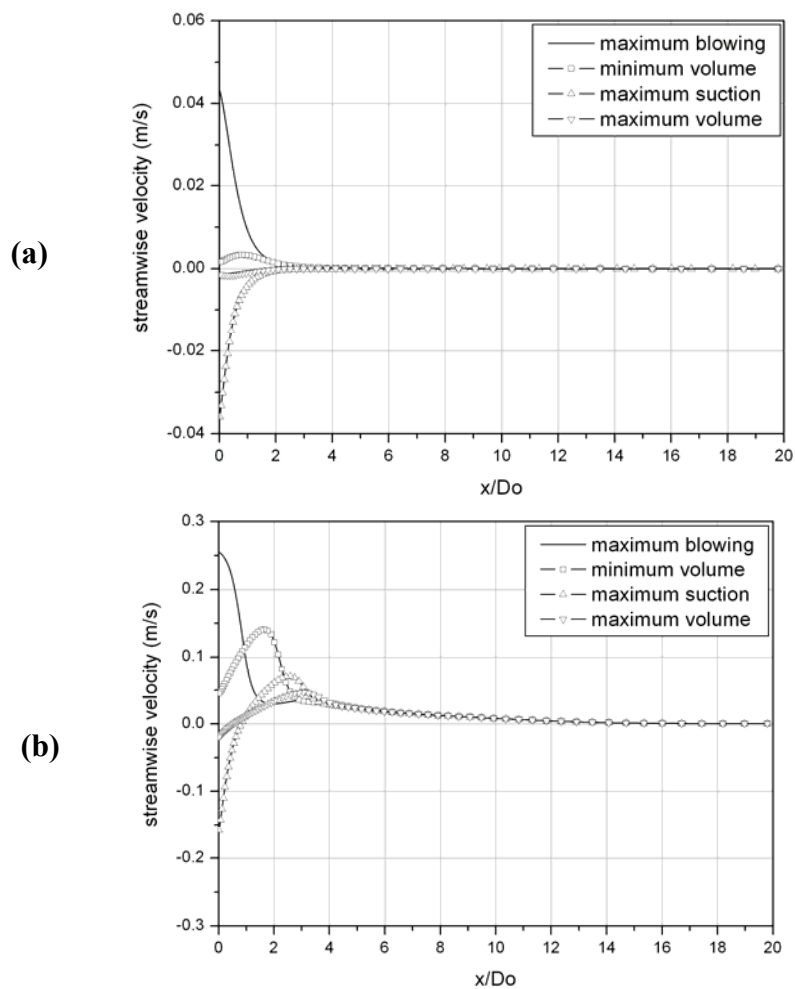 (a)
streamwise velocity (m/s)
0.06
0.04
0.02
0.00
-0.02
-0.04
maximum blowing
minimum volume
maximum suction
maximum volume
0 2 4 6 8 10 12 14 16 18 20
x/Do
(b)
streamwise velocity (m/s)
0.3
0.2
0.1
0.0
-0.1
-0.2
-0.3
maximum blowing
minimum volume
maximum suction
maximum volume
0 2 4 6 8 10 12 14 16 18 20
x/Do